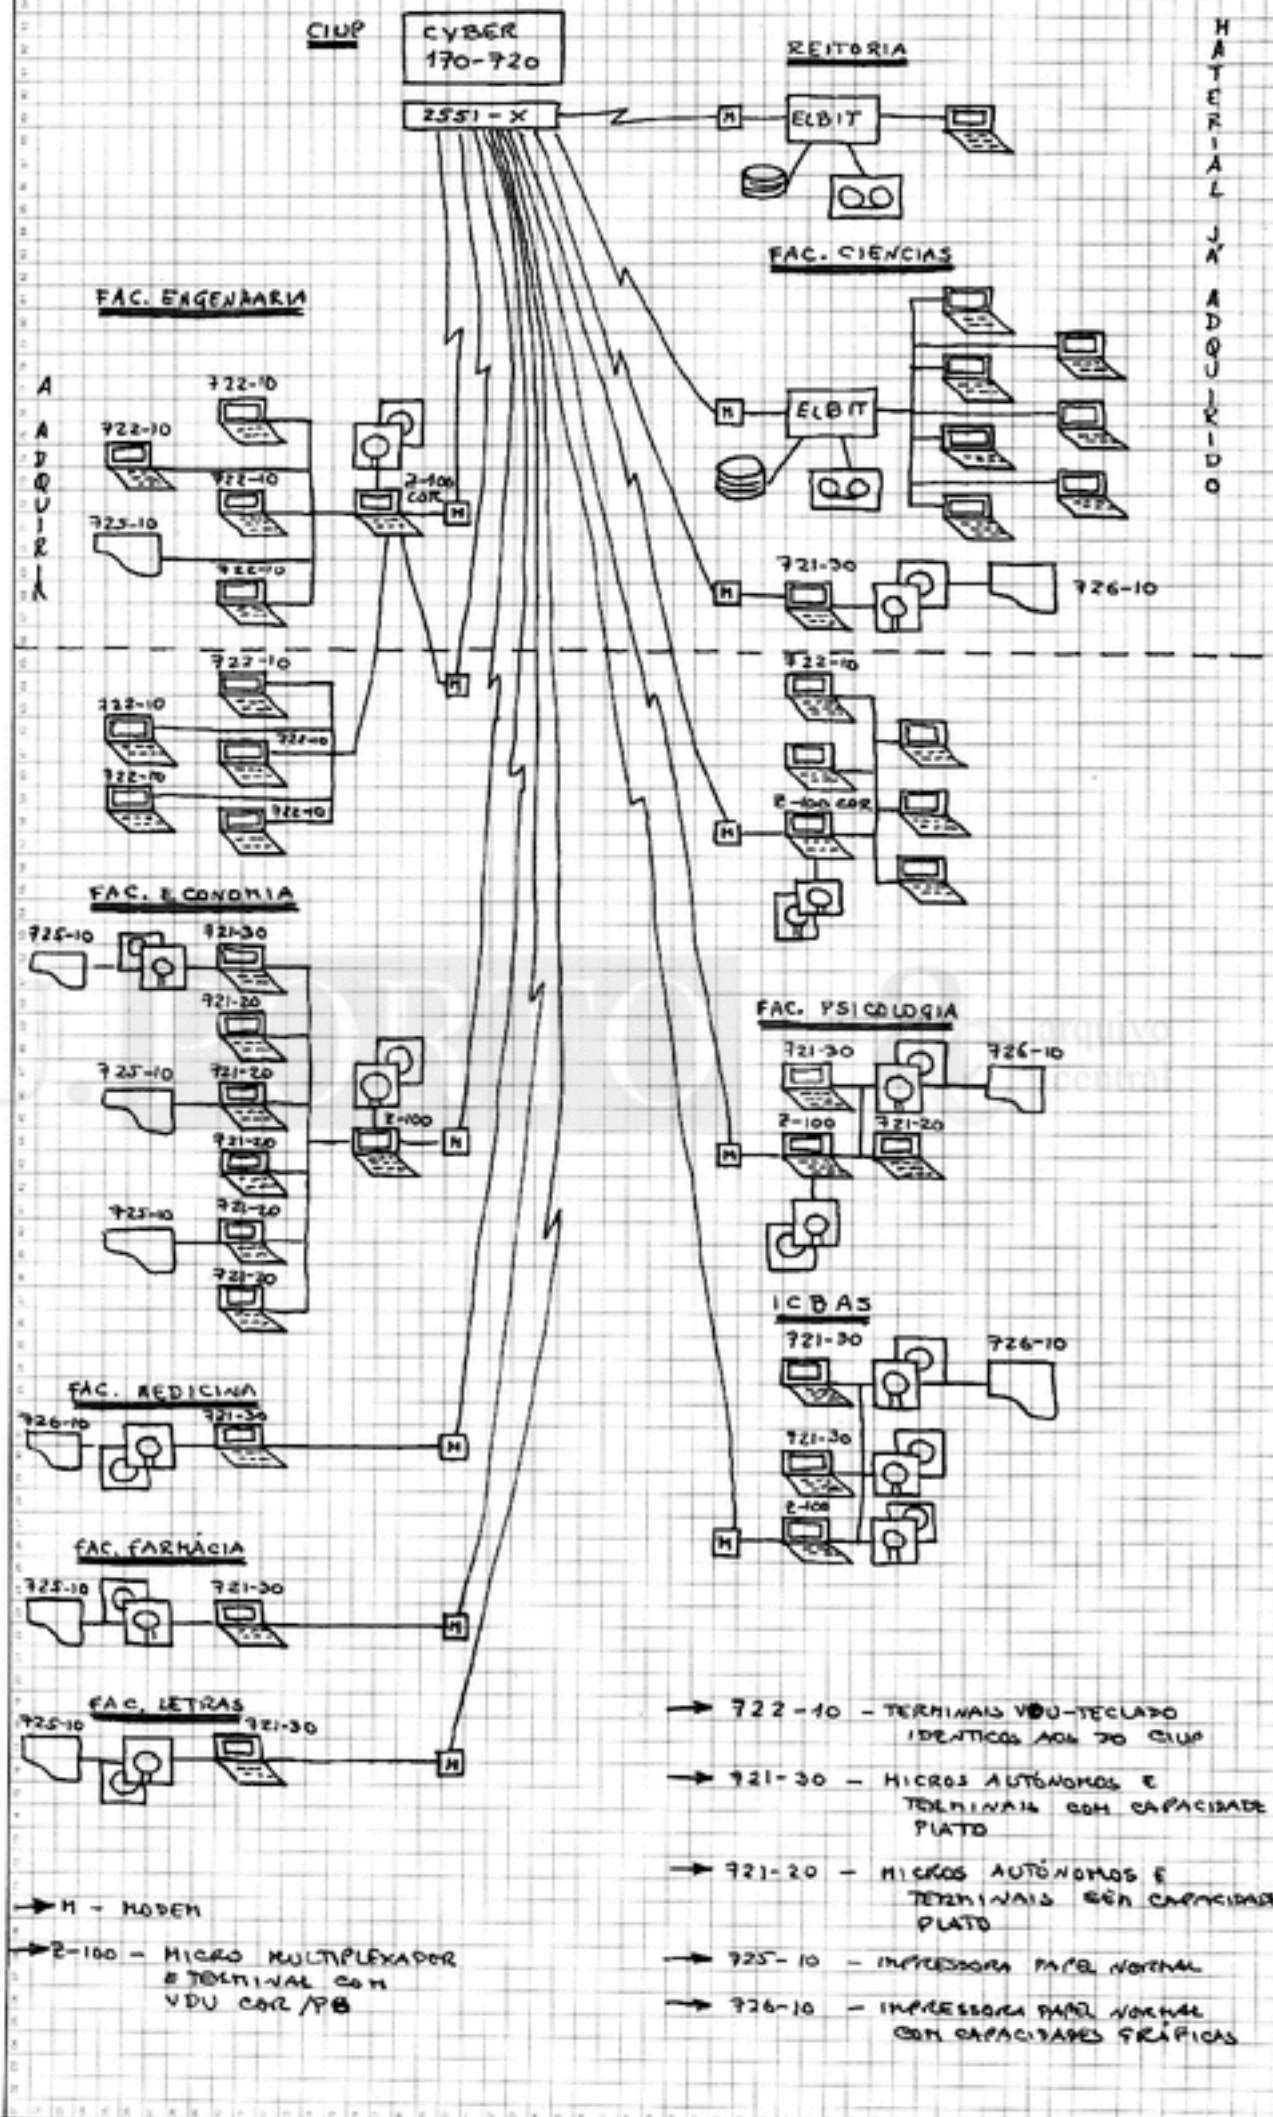 CIUP
CYBER
170-720
2551-X
MATERIAL JÁ ADQUIRIDO
REITORIA
M
ELBIT
FAC. CIENCIAS
M
ELBIT
721-30
M
726-10
FAC. ENGENHARIA
A ADQUIRIR
722-10
722-10
722-10
725-10
722-10
Z-100
COR
M
722-10
722-10
722-10
722-10
722-10
M
722-10
Z-100 COR
M
FAC. ECONOMIA
725-10
721-30
721-20
725-10
721-20
721-20
725-10
721-20
721-20
Z-100
M
FAC. PSICOLOGIA
721-30
726-10
Z-100
721-20
M
ICBAS
721-30
726-10
721-30
Z-100
M
FAC. MEDICINA
726-10
721-30
M
FAC. FARMÁCIA
725-10
721-30
M
FAC. LETRAS
725-10
721-30
M
M - MODEM
Z-100 - MICRO MULTIPLEXADOR
E TERMINAL COM
VDU COR/PB
722-10 - TERMINAIS VDU-TECLADO
IDENTICOS AOS DO CIUP
721-30 - MICROS AUTÓNOMOS E
TERMINAIS COM CAPACIDADE
PLATO
721-20 - MICROS AUTÓNOMOS E
TERMINAIS SEM CAPACIDADE
PLATO
725-10 - IMPRESSORA PAPEL NORMAL
726-10 - IMPRESSORA PAPEL NORMAL
COM CAPACIDADES GRÁFICAS
U.PORTO
arquivo
central